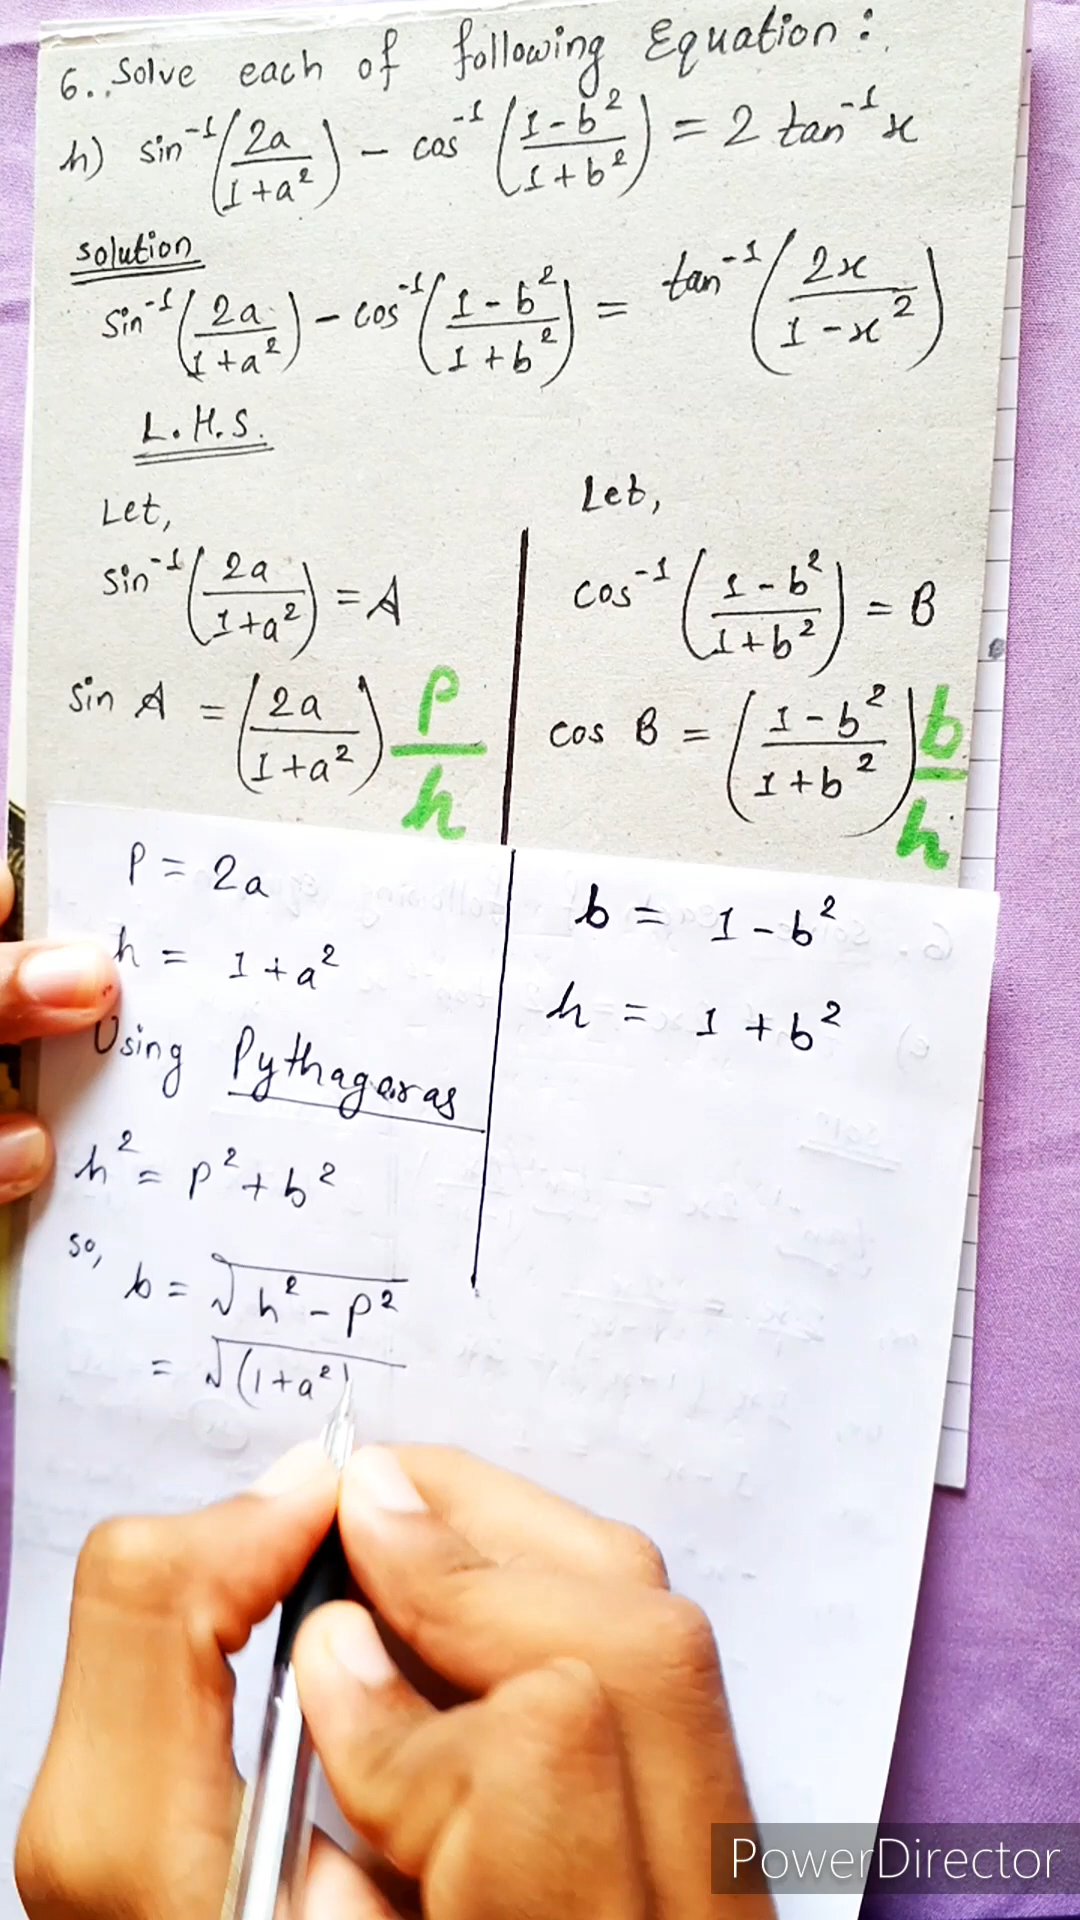 6. Solve each of following Equation:
h) sin⁻¹(2a/1+a²) - cos⁻¹(1-b²/1+b²) = 2 tan⁻¹x
solution
sin⁻¹(2a/1+a²) - cos⁻¹(1-b²/1+b²) = tan⁻¹(2x/1-x²)
L.H.S.
Let,
sin⁻¹(2a/1+a²) = A
sin A = (2a/1+a²) p/h
P = 2a
h = 1+a²
Using Pythagoras
h² = p²+b²
so,
b = √h²-p²
= √(1+a²)
Let,
cos⁻¹(1-b²/1+b²) = B
cos B = (1-b²/1+b²) b/h
b = 1-b²
h = 1+b²
PowerDirector